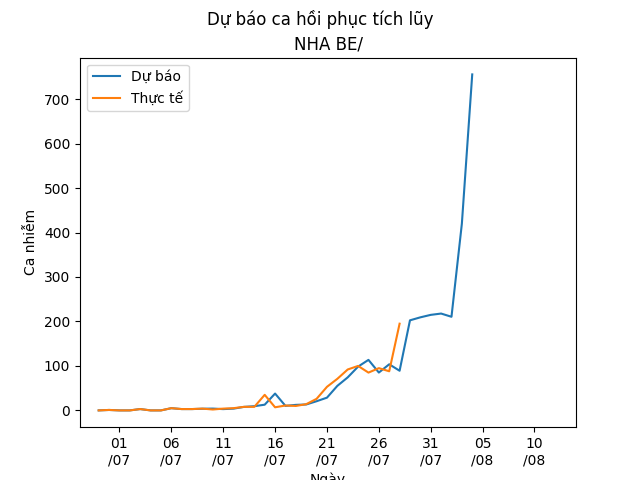 Dự báo ca hồi phục tích lũy
NHA BE/
Dự báo
Thực tế
Ca nhiễm
700
600
500
400
300
200
100
0
01 06 11 16 21 26 31 05 10
/07 /07 /07 /07 /07 /07 /07 /08 /08
Ngày